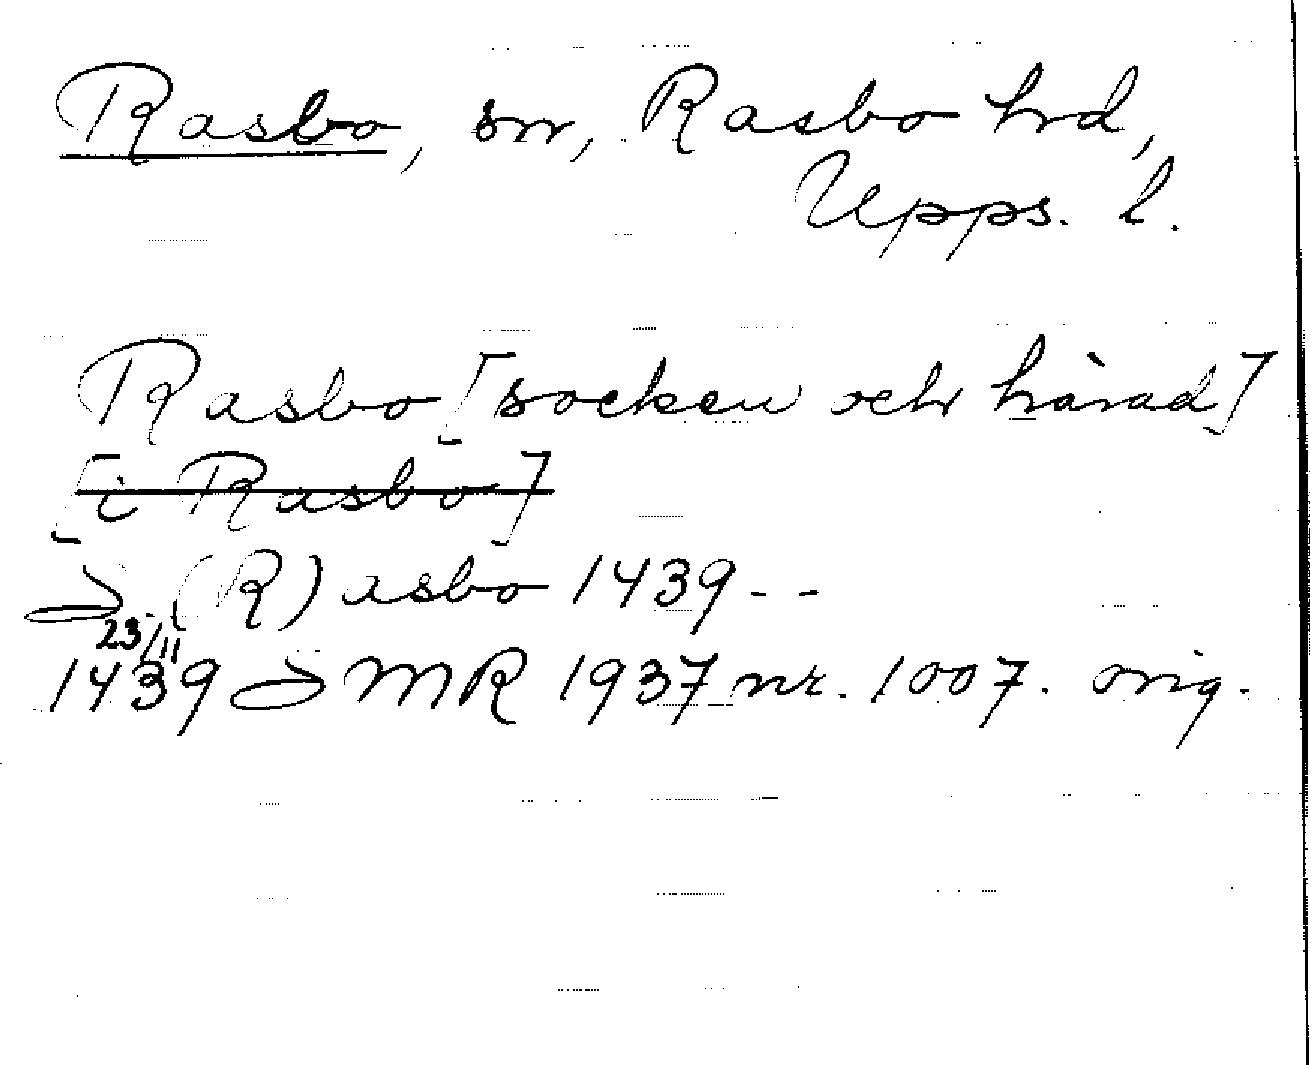 Rasbo, sn, Rasbo hrd,
Upps. l.
Rasbo [socken och härad]
[i Rasbo]
(R)asbo 1439--
23/11
1439 MR 1937 nr. 1007. orig.